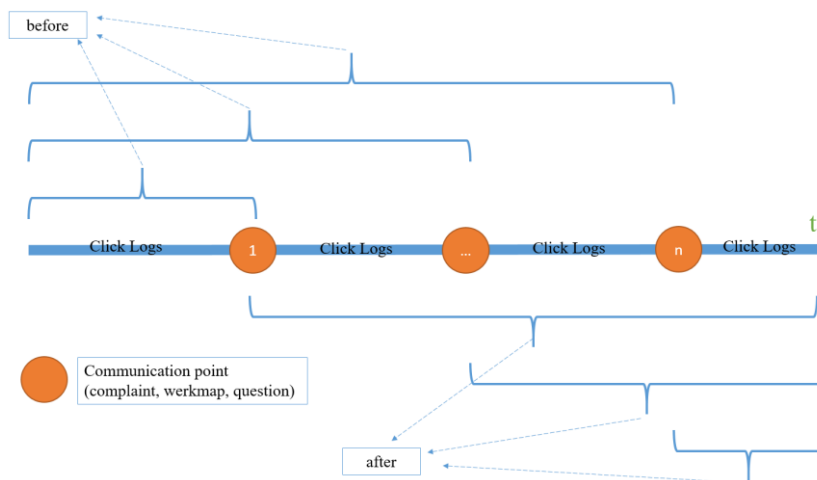 before
t
Click Logs
1
Click Logs
...
Click Logs
n
Click Logs
Communication point
(complaint, werkmap, question)
after